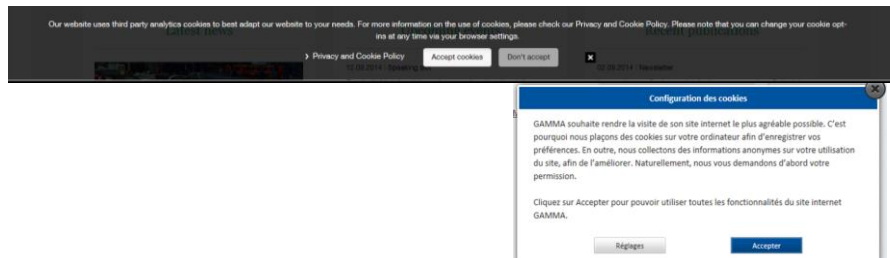 Our website uses third party analytics cookies to best adapt our website to your needs. For more information on the use of cookies, please check our Privacy and Cookie Policy. Please note that you can change your cookie opt-
ins at any time via your browser settings.
Latest news
Recent publications
› Privacy and Cookie Policy
Accept cookies
Don't accept
Configuration des cookies
GAMMA souhaite rendre la visite de son site internet le plus agréable possible. C'est
pourquoi nous plaçons des cookies sur votre ordinateur afin d'enregistrer vos
préférences. En outre, nous collectons des informations anonymes sur votre utilisation
du site, afin de l'améliorer. Naturellement, nous vous demandons d'abord votre
permission.
Cliquez sur Accepter pour pouvoir utiliser toutes les fonctionnalités du site internet
GAMMA.
Réglages
Accepter